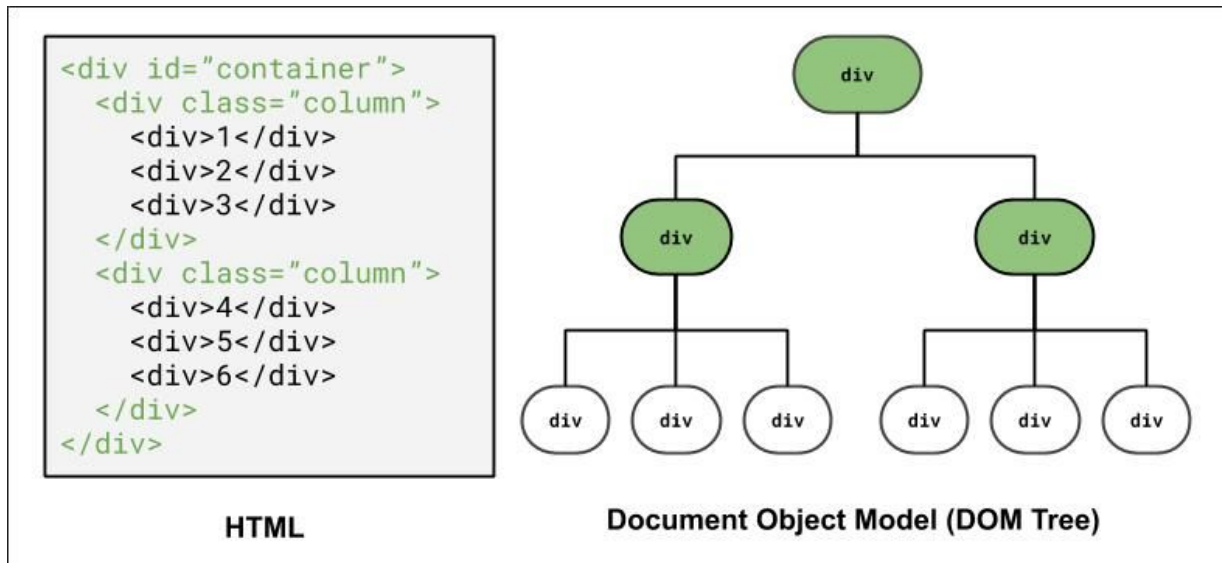 <div id="container">
<div class="column">
<div>1</div>
<div>2</div>
<div>3</div>
</div>
<div class="column">
<div>4</div>
<div>5</div>
<div>6</div>
</div>
</div>
HTML
div
div div
div div div div div div
Document Object Model (DOM Tree)